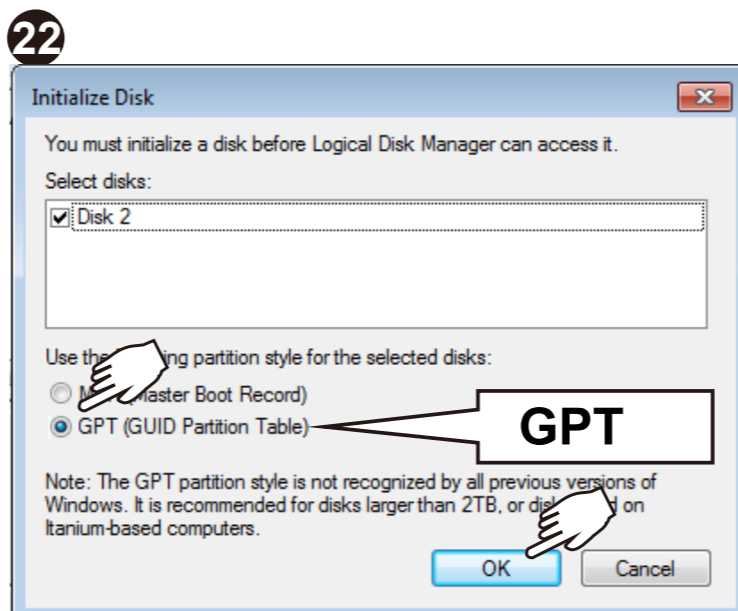 22
Initialize Disk
You must initialize a disk before Logical Disk Manager can access it.
Select disks:
Disk 2
Use the partition style for the selected disks:
(Master Boot Record)
GPT (GUID Partition Table)
GPT
Note: The GPT partition style is not recognized by all previous versions of
Windows. It is recommended for disks larger than 2TB, or on
Itanium-based computers.
OK
Cancel